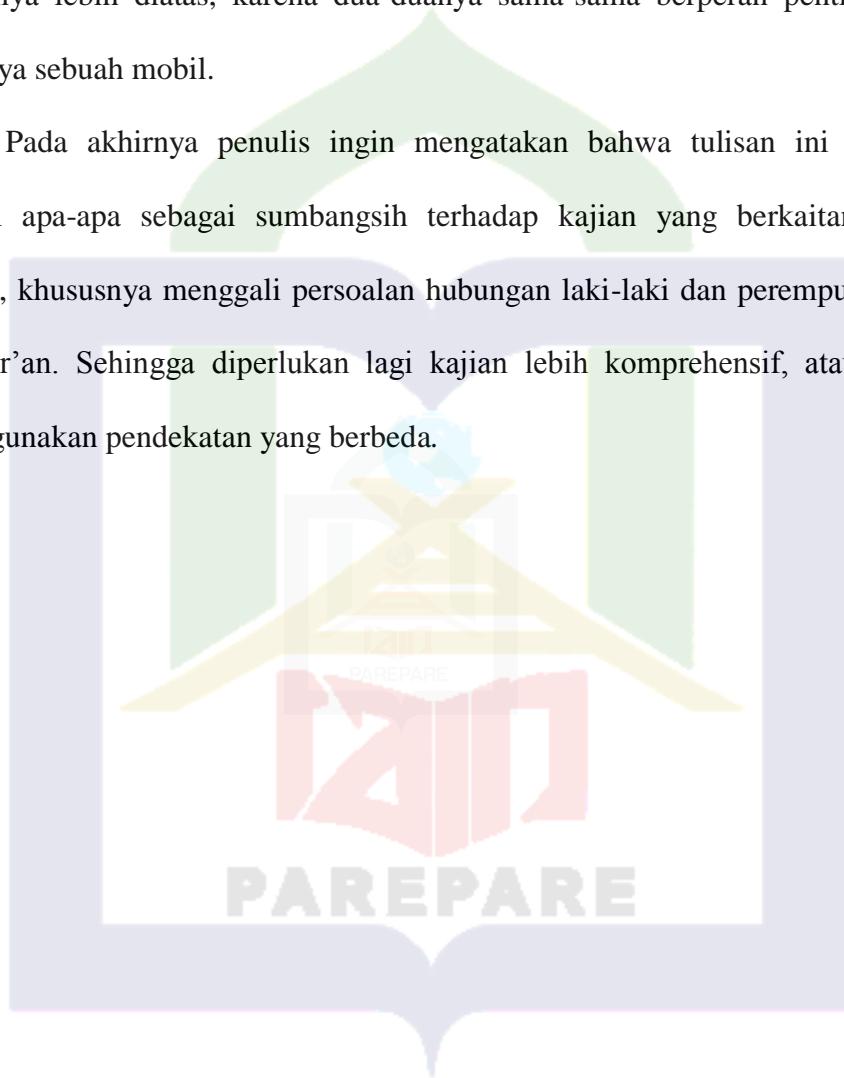 lebih diatas, karena dua-duanya sama-sama berperan
ya sebuah mobil.
Pada akhirnya penulis ingin mengatakan bahwa tulisan ini
apa-apa sebagai sumbangsih terhadap kajian yang berkaitan
, khususnya menggali persoalan hubungan laki-laki dan perempu
r’an. Sehingga diperlukan lagi kajian lebih komprehensif, ata
gunakan pendekatan yang berbeda.
IAIN
PAREPARE
IAIN
PAREPARE